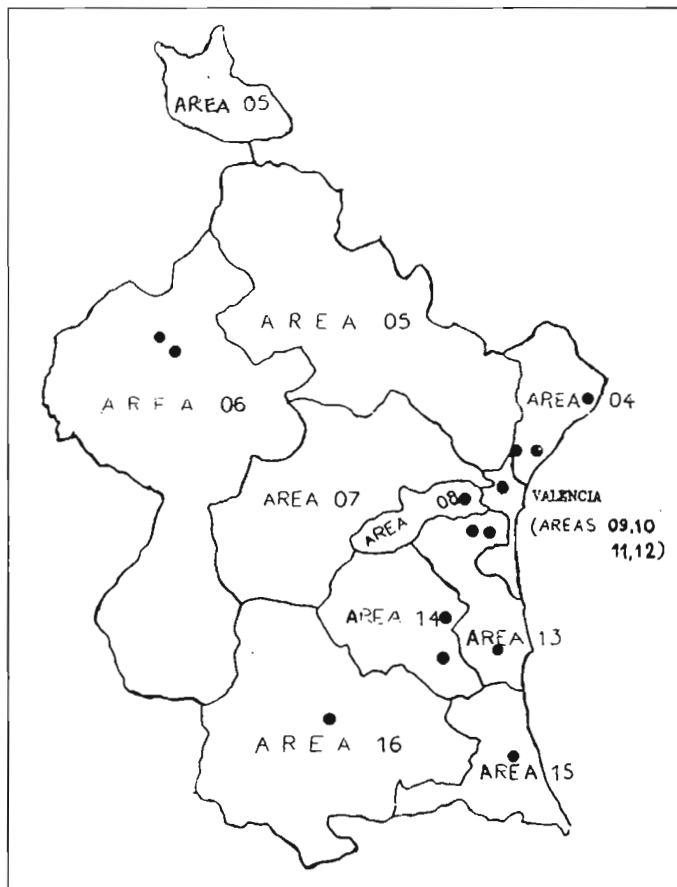 AREA 05
AREA 05
AREA 06
AREA 04
AREA 07
AREA 08
VALENCIA
(AREAS 09,10
11,12)
AREA 14
AREA 13
AREA 16
AREA 15